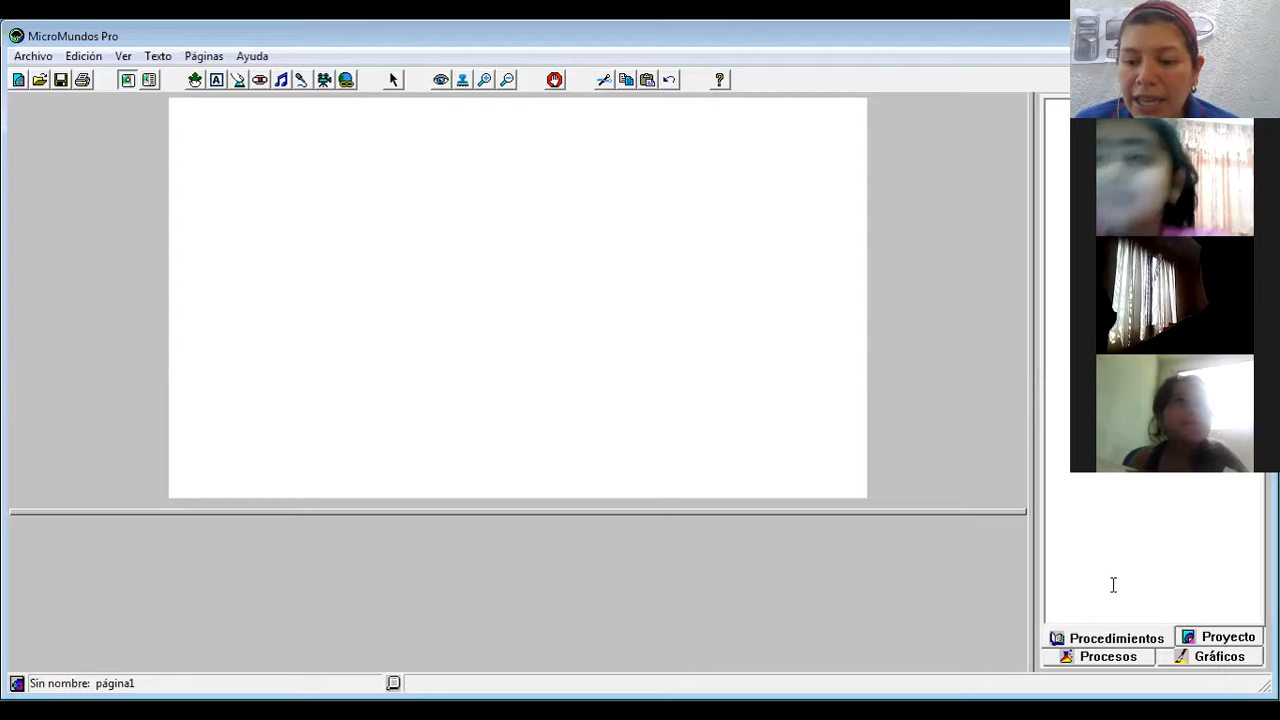 MicroMundos Pro
Archivo Edición Ver Texto Páginas Ayuda
Procedimientos
Proyecto
Procesos
Gráficos
Sin nombre: página1